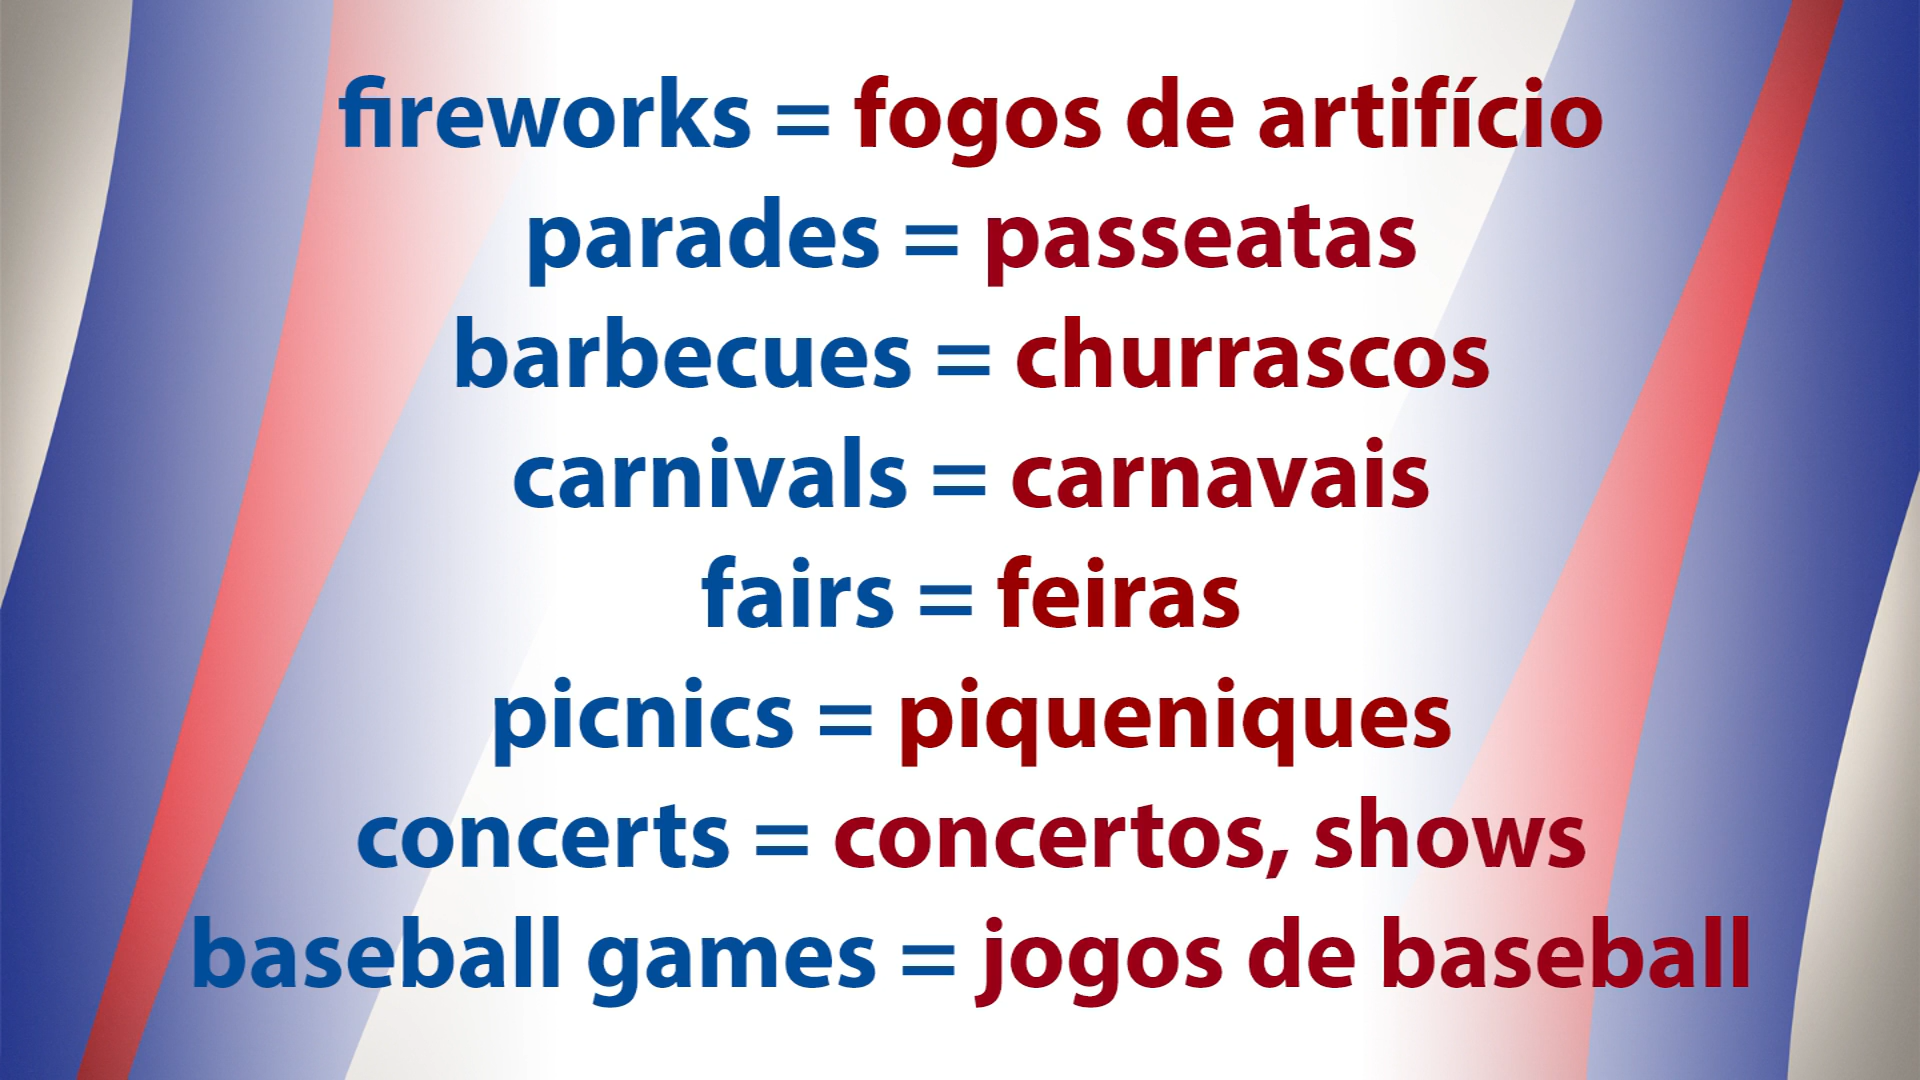 fireworks = fogos de artifício
parades = passeatas
barbecues = churrascos
carnivals = carnavais
fairs = feiras
picnics = piqueniques
concerts = concertos, shows
baseball games = jogos de baseball